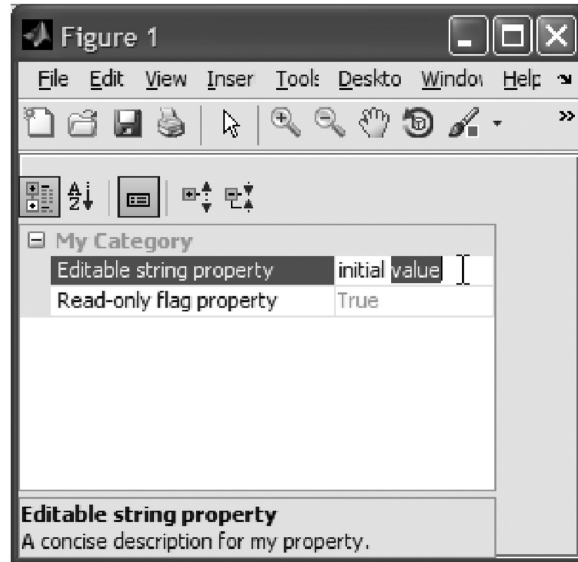 Figure 1
File Edit View Inser Tools Deskto Window Help
»
My Category
Editable string property initial value
Read-only flag property True
Editable string property
A concise description for my property.